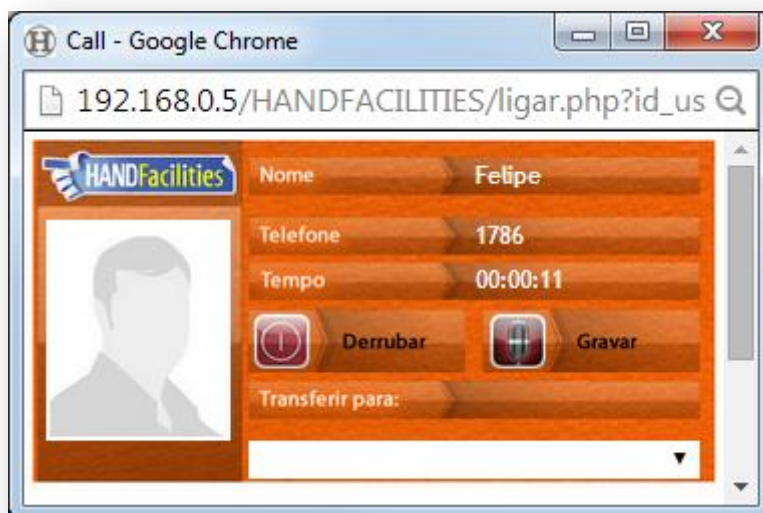 Call - Google Chrome
192.168.0.5/HANDFACILITIES/ligar.php?id_us
HANDFacilities
Nome Felipe
Telefone 1786
Tempo 00:00:11
Derrubar Gravar
Transferir para: